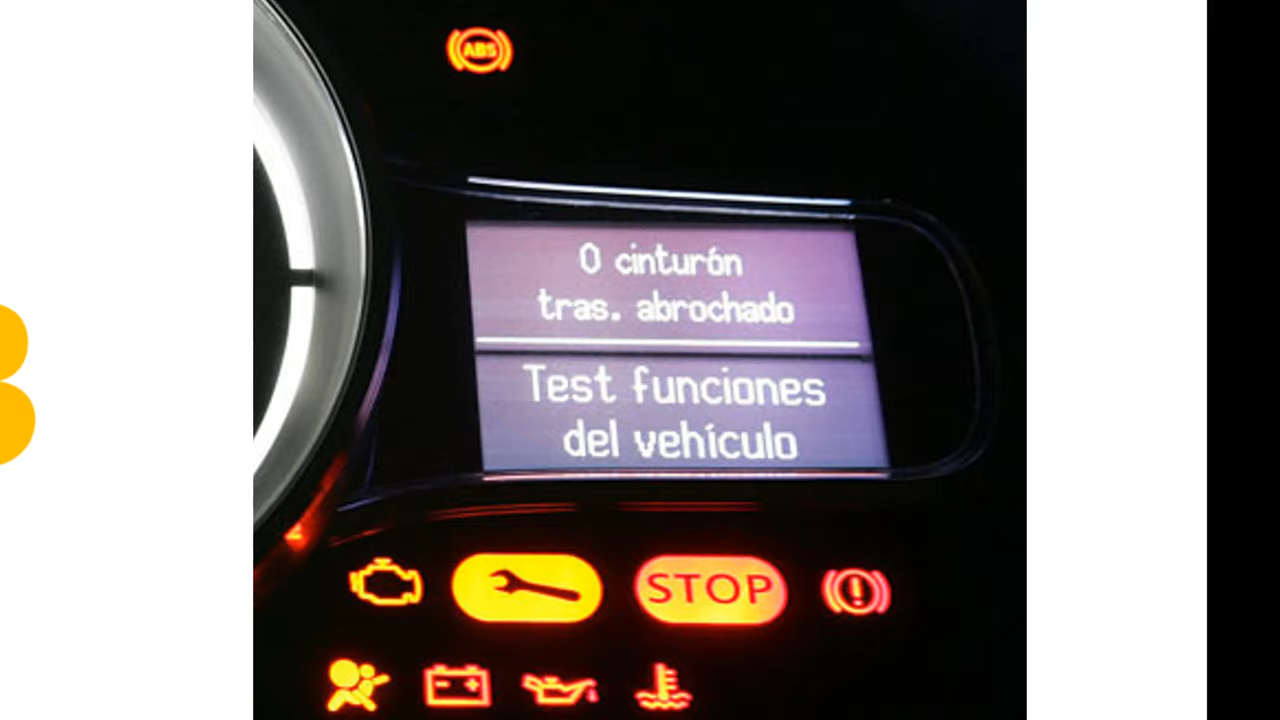 ABS
0 cinturón
tras. abrochado
Test funciones
del vehículo
STOP